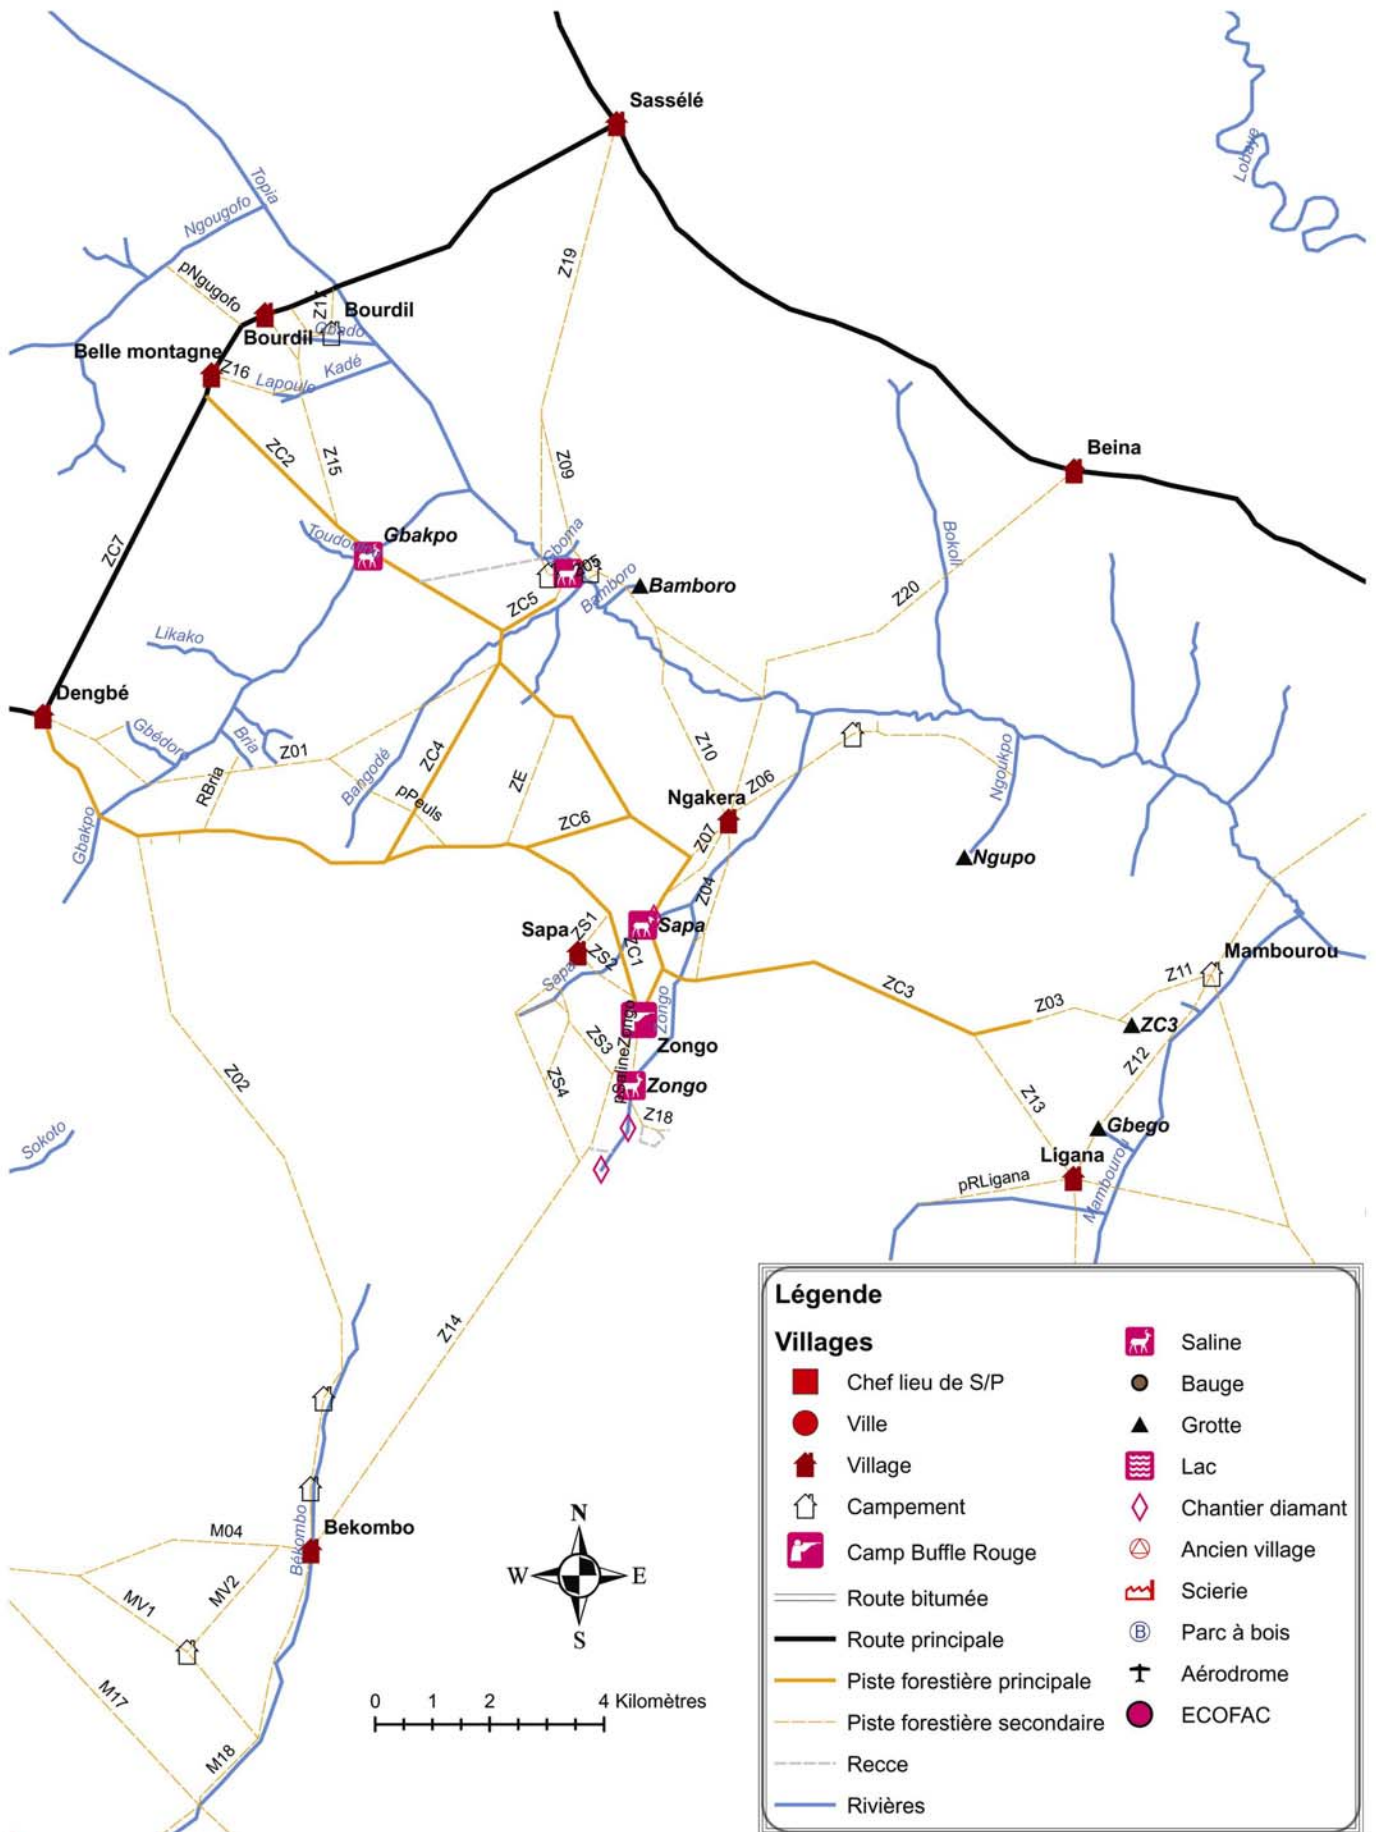 Sassélé
Lobaye
Topia
Ngougofo
pNgugofo
Z19
Z17
Bourdil
Gbado
Bourdil
Belle montagne
Z16
Lapoule
Kadé
ZC2
Z15
Z09
Beina
Bokoli
ZC7
Toudou
Gbakpo
Gboma
Z05
Bamboro
Bamboro
ZC5
Z20
Likako
Dengbé
Gbédoro
Bria
Z01
RBria
Bangodé
ZC4
pPeuls
ZE
Z10
Ngakera
Z06
Ngoukpo
Gbakpo
ZC6
Z07
Ngupo
Z04
Sapa
ZS1
ZS2
Sapa
ZC1
Sapa
Mambourou
Z11
ZC3
Z03
ZC3
Zongo
pSalineZongo
Zongo
ZS3
ZS4
Zongo
Z18
Z12
Z13
Gbego
Ligana
pRLigana
Mambourou
Z02
Sokoto
Z14
Bekombo
Békombo
M04
MV1
MV2
M17
M18
N
W E
S
0 1 2 4 Kilomètres
Légende
Villages
Chef lieu de S/P
Ville
Village
Campement
Camp Buffle Rouge
Route bitumée
Route principale
Piste forestière principale
Piste forestière secondaire
Recce
Rivières
Saline
Bauge
Grotte
Lac
Chantier diamant
Ancien village
Scierie
B Parc à bois
Aérodrome
ECOFAC